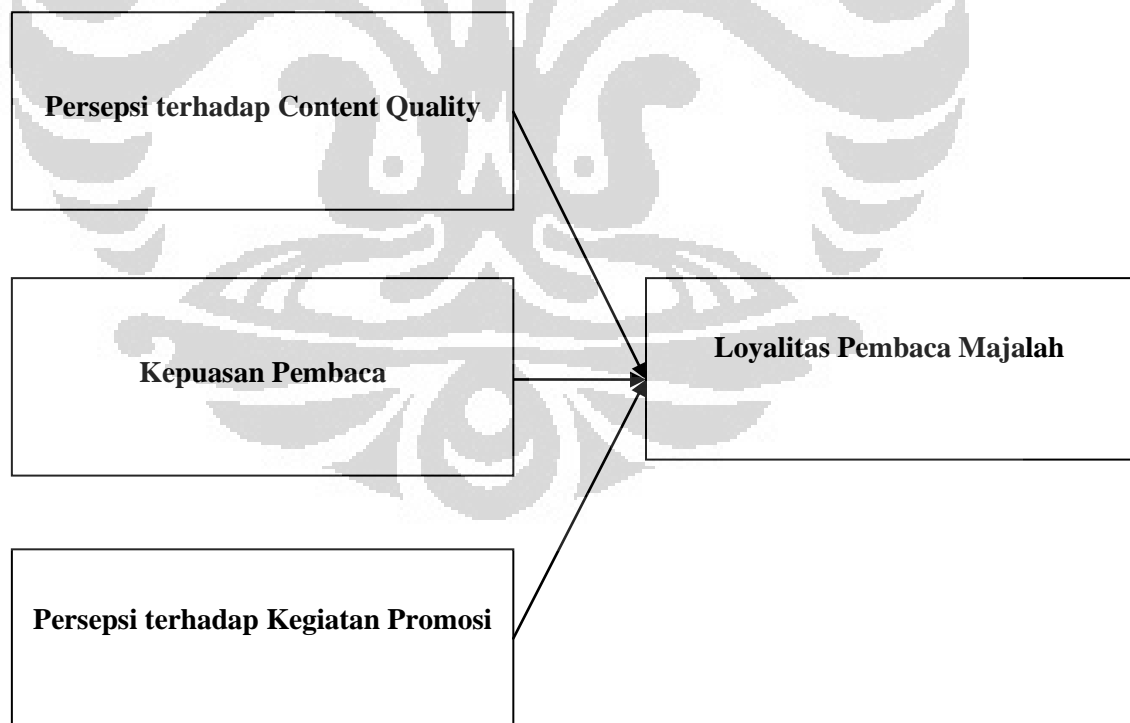 Persepsi terhadap Content Quality
Kepuasan Pembaca
Loyalitas Pembaca Majalah
Persepsi terhadap Kegiatan Promosi